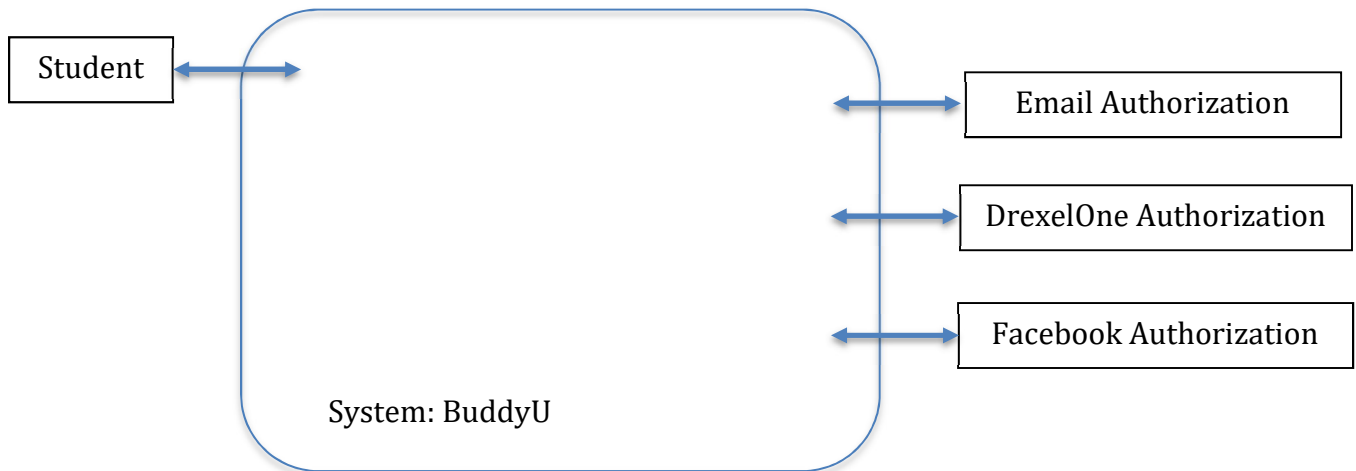 Student
Email Authorization
DrexelOne Authorization
Facebook Authorization
System: BuddyU